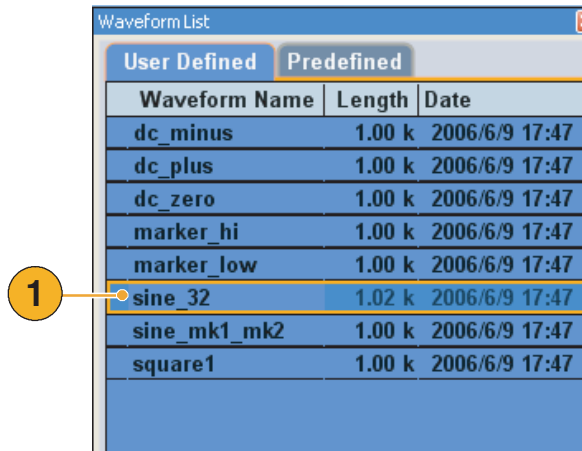 Waveform List
User Defined Predefined
Waveform Name Length Date
dc_minus 1.00 k 2006/6/9 17:47
dc_plus 1.00 k 2006/6/9 17:47
dc_zero 1.00 k 2006/6/9 17:47
marker_hi 1.00 k 2006/6/9 17:47
marker_low 1.00 k 2006/6/9 17:47
1 sine_32 1.02 k 2006/6/9 17:47
sine_mk1_mk2 1.00 k 2006/6/9 17:47
square1 1.00 k 2006/6/9 17:47